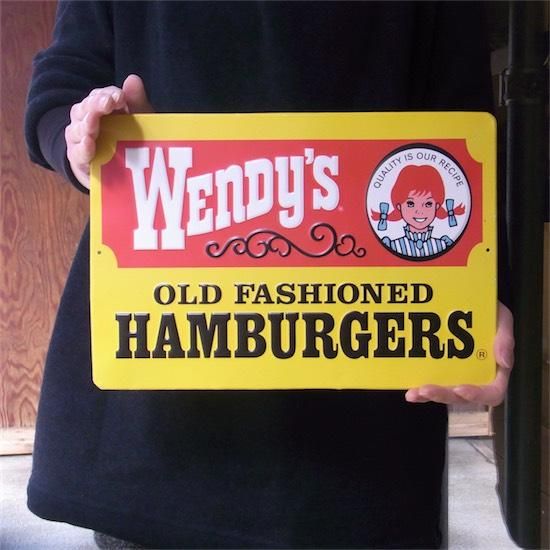 WENDY'S
QUALITY IS OUR RECIPE
OLD FASHIONED
HAMBURGERS®